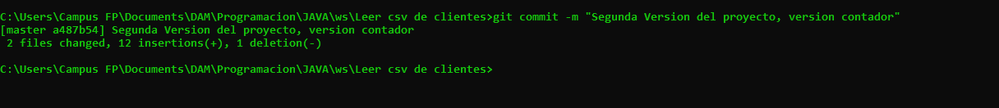 C:\Users\Campus FP\Documents\DAM\Programacion\JAVA\ws\Leer csv de clientes>git commit -m "Segunda Version del proyecto, version contador"
[master a487b54] Segunda Version del proyecto, version contador
 2 files changed, 12 insertions(+), 1 deletion(-)
C:\Users\Campus FP\Documents\DAM\Programacion\JAVA\ws\Leer csv de clientes>